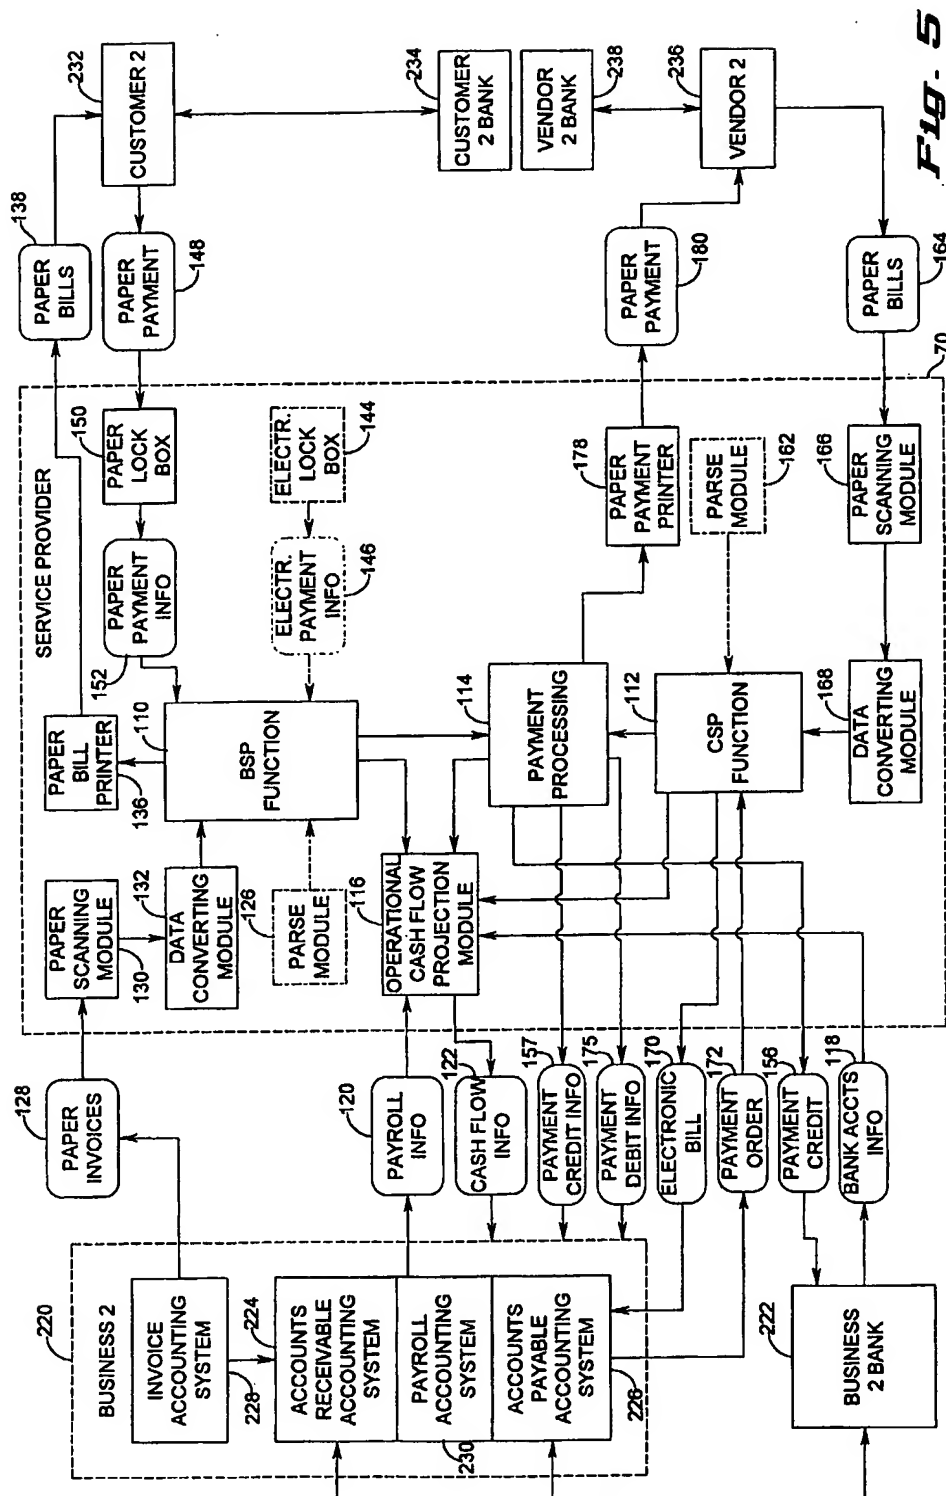 Fig. 5
220
BUSINESS 2
INVOICE
ACCOUNTING
SYSTEM
228
224
ACCOUNTS
RECEIVABLE
ACCOUNTING
SYSTEM
PAYROLL
ACCOUNTING
SYSTEM
230
ACCOUNTS
PAYABLE
ACCOUNTING
SYSTEM
226
222
BUSINESS
2 BANK
128
PAPER
INVOICES
120
PAYROLL
INFO
122
CASH FLOW
INFO
157
PAYMENT
CREDIT INFO
175
PAYMENT
DEBIT INFO
170
ELECTRONIC
BILL
172
PAYMENT
ORDER
156
PAYMENT
CREDIT
118
BANK ACCTS
INFO
SERVICE PROVIDER
70
PAPER
SCANNING
MODULE
130
132
DATA
CONVERTING
MODULE
126
PARSE
MODULE
116
OPERATIONAL
CASH FLOW
PROJECTION
MODULE
PAPER
BILL
PRINTER
136
110
BSP
FUNCTION
114
PAYMENT
PROCESSING
112
CSP
FUNCTION
168
DATA
CONVERTING
MODULE
152
PAPER
PAYMENT
INFO
150
PAPER
LOCK
BOX
ELECTR.
PAYMENT
INFO
146
ELECTR.
LOCK
BOX
144
178
PAPER
PAYMENT
PRINTER
PARSE
MODULE
162
166
PAPER
SCANNING
MODULE
138
PAPER
BILLS
PAPER
PAYMENT
148
PAPER
PAYMENT
180
PAPER
BILLS
164
232
CUSTOMER 2
234
CUSTOMER
2 BANK
VENDOR
2 BANK
238
236
VENDOR 2